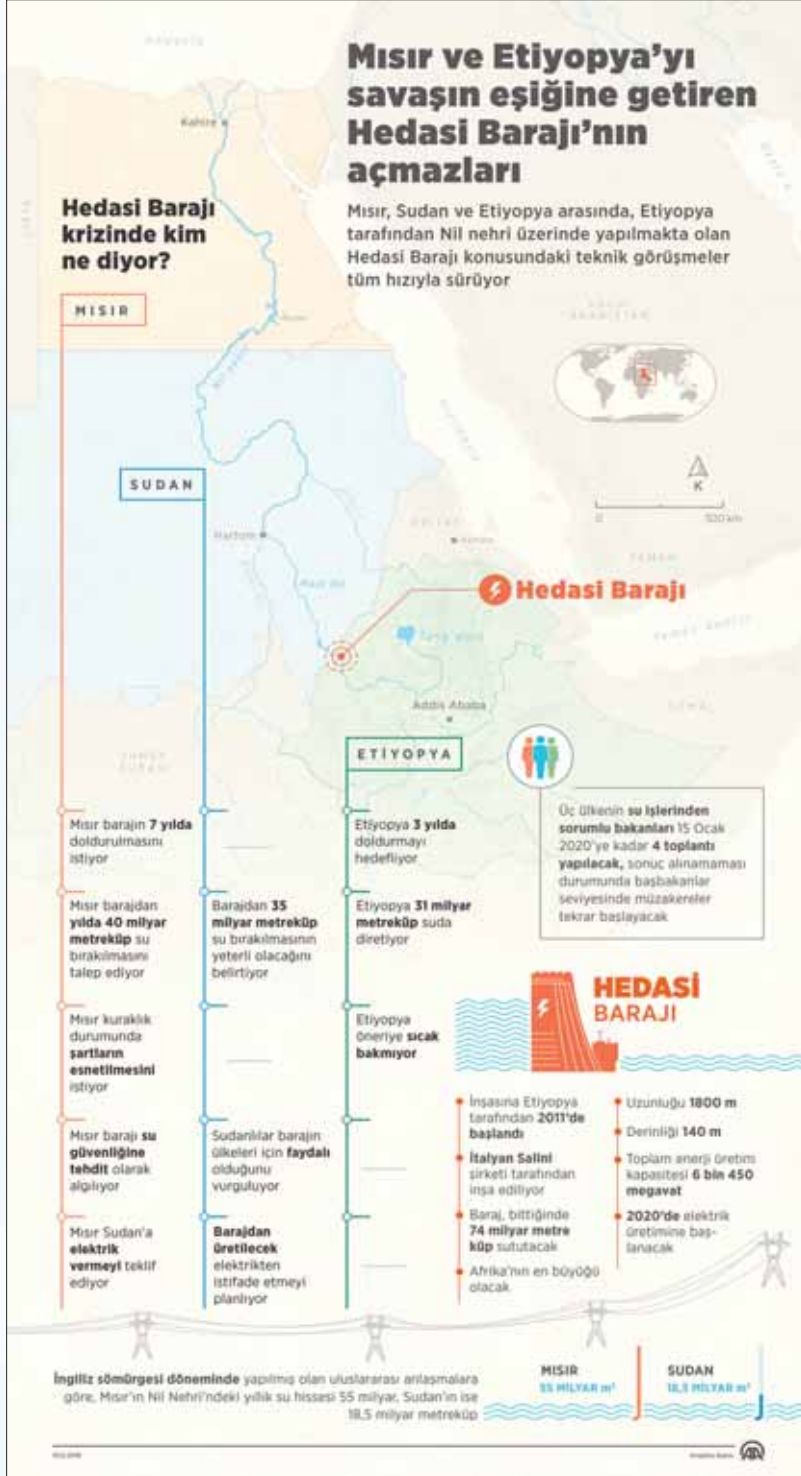 Mısır ve Etiyopya'yı
savaşın eşiğine getiren
Hedasi Barajı'nın
açmazları
Mısır, Sudan ve Etiyopya arasında, Etiyopya
tarafından Nil nehri üzerinde yapılmakta olan
Hedasi Barajı konusundaki teknik görüşmeler
tüm hızıyla sürüyor
Hedasi Barajı
krizinde kim
ne diyor?
Kahire
MISIR
SUDAN
Hartum
K
0
500 km
Hedasi Barajı
Addis Ababa
ETİYOPYA
Mısır barajın 7 yılda
doldurulmasını
istiyor
Mısır barajdan
yılda 40 milyar
metreküp su
bırakılmasını
talep ediyor
Mısır kuraklık
durumunda
şartların
esnetilmesini
istiyor
Mısır barajı su
güvenliğine
tehdit olarak
algılıyor
Mısır Sudan'a
elektrik
vermeyi teklif
ediyor
Barajdan 35
milyar metreküp
su bırakılmasının
yeterli olacağını
belirtiyor
Sudanlılar barajın
ülkeleri için faydalı
olduğunu
vurguluyor
Barajdan
üretilecek
elektrikten
istifade etmeyi
planlıyor
Etiyopya 3 yılda
doldurmayı
hedefliyor
Etiyopya 31 milyar
metreküp suda
diretiyor
Etiyopya
öneriye sıcak
bakmıyor
Üç ülkenin su işlerinden
sorumlu bakanları 15 Ocak
2020'ye kadar 4 toplantı
yapılacak, sonuç alınamaması
durumunda başbakanlar
seviyesinde müzakereler
tekrar başlayacak
HEDASİ
BARAJI
İnşasına Etiyopya
tarafından 2011'de
başlandı
İtalyan Salini
şirketi tarafından
inşa ediliyor
Baraj, bittiğinde
74 milyar metre
küp su tutacak
Afrika'nın en büyüğü
olacak
Uzunluğu 1800 m
Derinliği 140 m
Toplam enerji üretim
kapasitesi 6 bin 450
megavat
2020'de elektrik
üretimine baş-
lanacak
İngiliz sömürgesi döneminde yapılmış olan uluslararası anlaşmalara
göre, Mısır'ın Nil Nehri'ndeki yıllık su hissesi 55 milyar, Sudan'ın ise
18,5 milyar metreküp
MISIR
55 MİLYAR m³
SUDAN
18,5 MİLYAR m³
AA